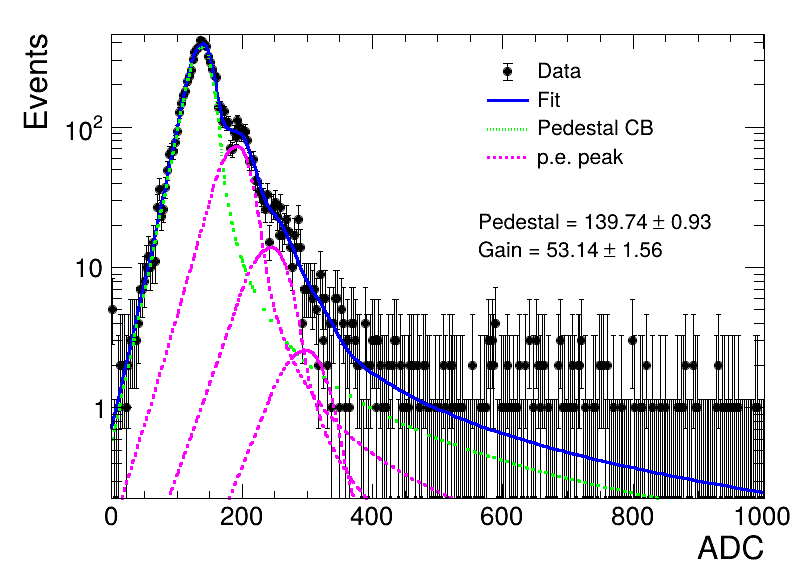 Events
10²
10
1
Data
Fit
Pedestal CB
p.e. peak
Pedestal = 139.74 ± 0.93
Gain = 53.14 ± 1.56
0 200 400 600 800 1000
ADC